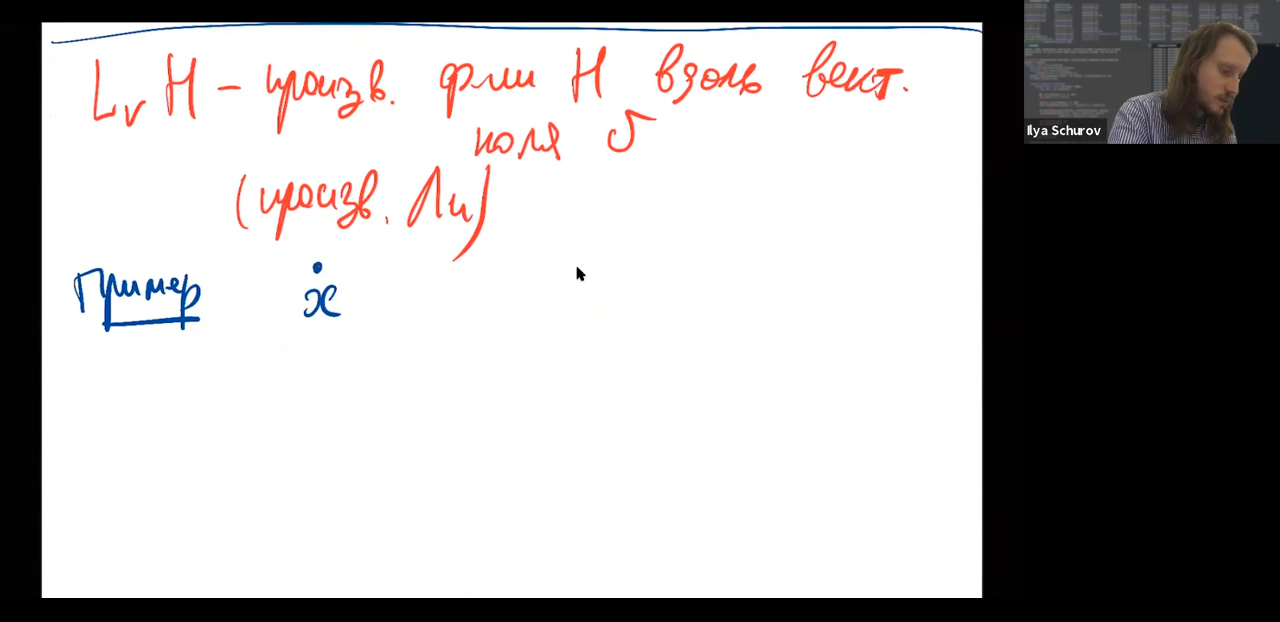 L_v H – произв. ф-ии H вдоль вект.
поля v
(произв. Ли)
Пример ẋ
Ilya Schurov